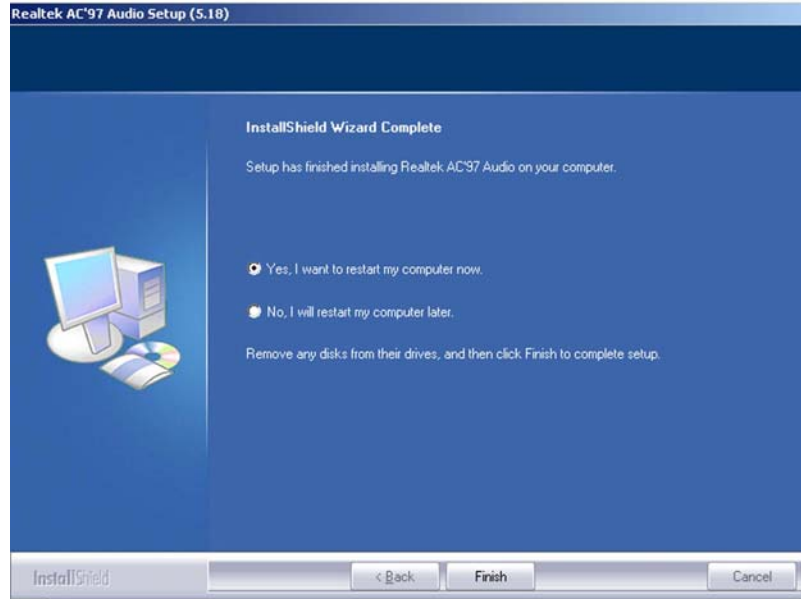 Realtek AC'97 Audio Setup (5.18)
InstallShield Wizard Complete
Setup has finished installing Realtek AC'97 Audio on your computer.
Yes, I want to restart my computer now.
No, I will restart my computer later.
Remove any disks from their drives, and then click Finish to complete setup.
InstallShield
< Back
Finish
Cancel